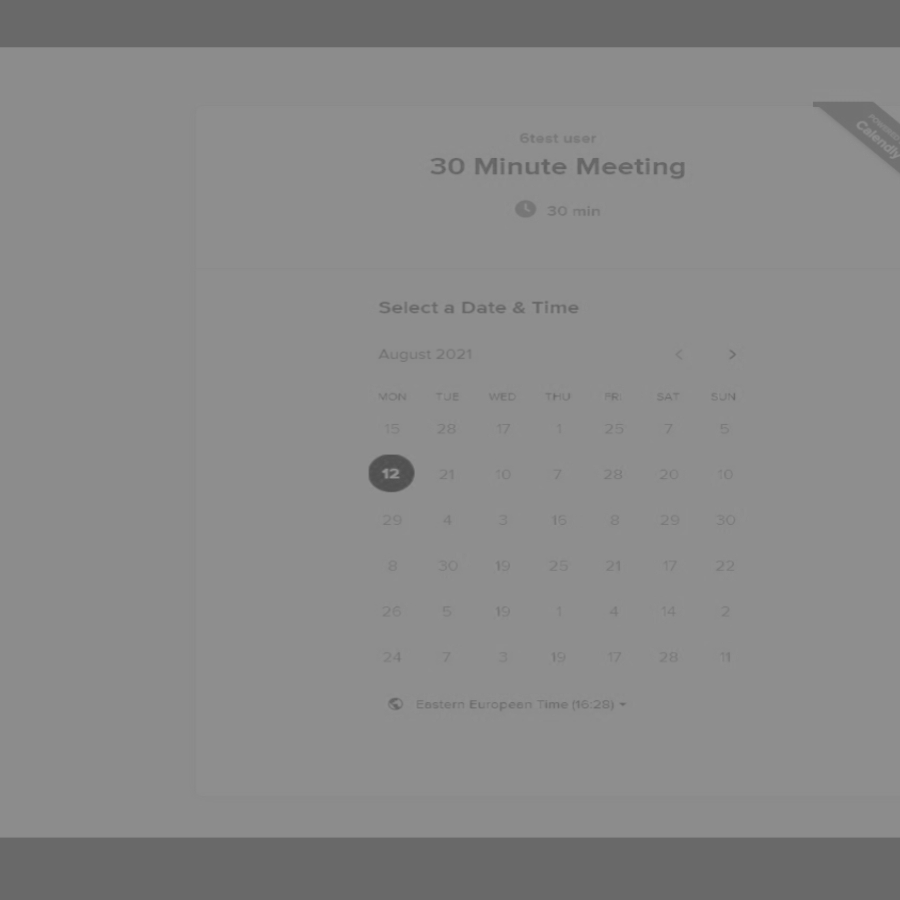 POWERED
Calendly
6test user
30 Minute Meeting
30 min
Select a Date & Time
August 2021
MON TUE WED THU FRI SAT SUN
15 28 17 1 25 7 5
12 21 10 7 28 20 10
29 4 3 15 8 29 30
8 30 19 25 21 17 22
26 5 19 1 4 14 2
24 7 3 19 17 28 11
Eastern European Time (16:28)